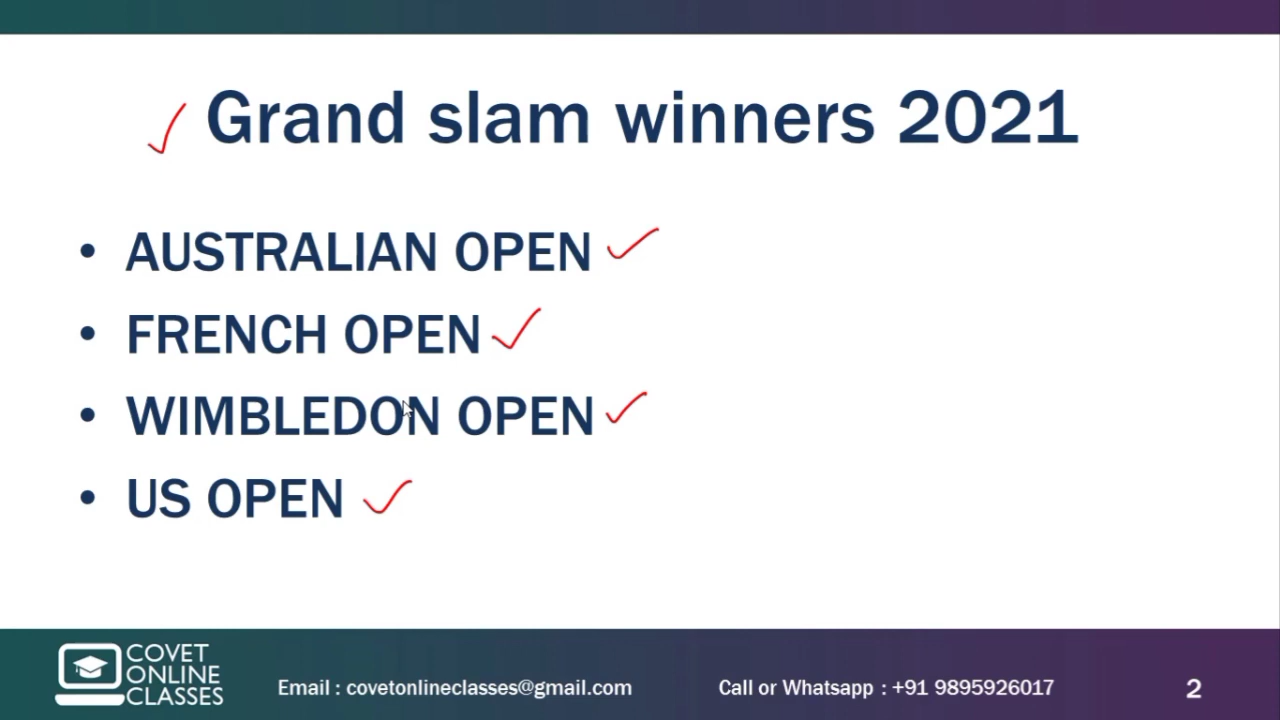 Grand slam winners 2021
• AUSTRALIAN OPEN
• FRENCH OPEN
• WIMBLEDON OPEN
• US OPEN
COVET
ONLINE
CLASSES
Email : covetonlineclasses@gmail.com
Call or Whatsapp : +91 9895926017
2